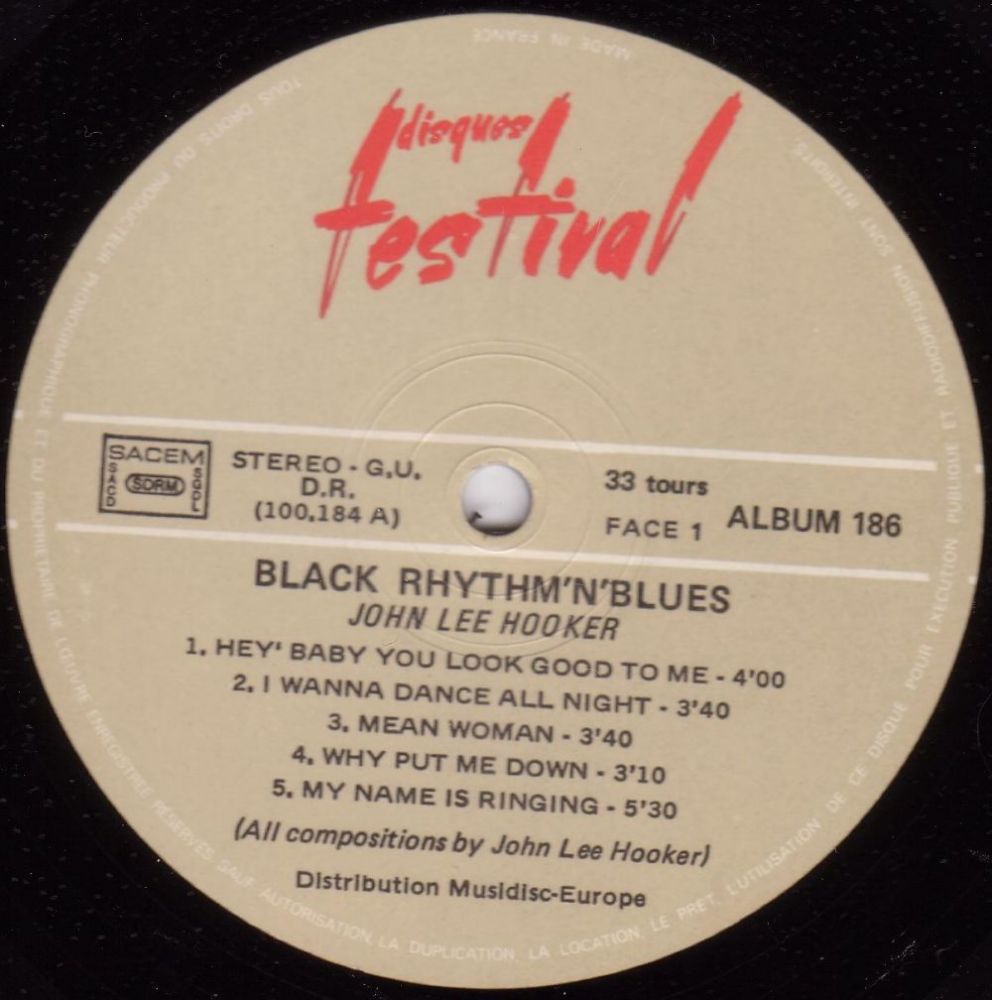 MADE IN FRANCE
disques
festival
SACEM
SACD
SDRM
SGDL
STEREO - G.U.
D.R.
(100.184 A)
33 tours
FACE 1
ALBUM 186
BLACK RHYTHM'N'BLUES
JOHN LEE HOOKER
1. HEY' BABY YOU LOOK GOOD TO ME - 4'00
2. I WANNA DANCE ALL NIGHT - 3'40
3. MEAN WOMAN - 3'40
4. WHY PUT ME DOWN - 3'10
5. MY NAME IS RINGING - 5'30
(All compositions by John Lee Hooker)
Distribution Musidisc-Europe
TOUS DROITS DU PRODUCTEUR PHONOGRAPHIQUE ET DU PROPRIETAIRE DE L'ŒUVRE ENREGISTREE RESERVES SAUF AUTORISATION, LA DUPLICATION, LA LOCATION, LE PRET, L'UTILISATION DE CE DISQUE POUR EXECUTION PUBLIQUE ET RADIODIFFUSION SONT INTERDITS